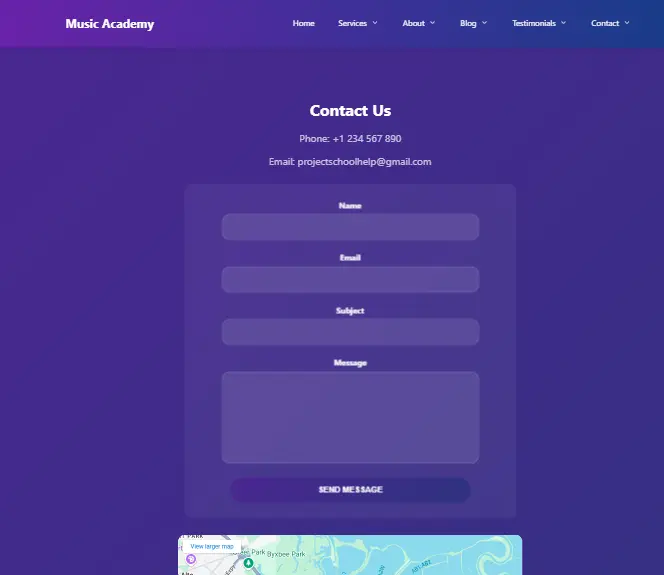 Music Academy
Home Services About Blog Testimonials Contact
Contact Us
Phone: +1 234 567 890
Email: projectschoolhelp@gmail.com
Name
Email
Subject
Message
SEND MESSAGE
PARK
View larger map
Park
Byxbee Park